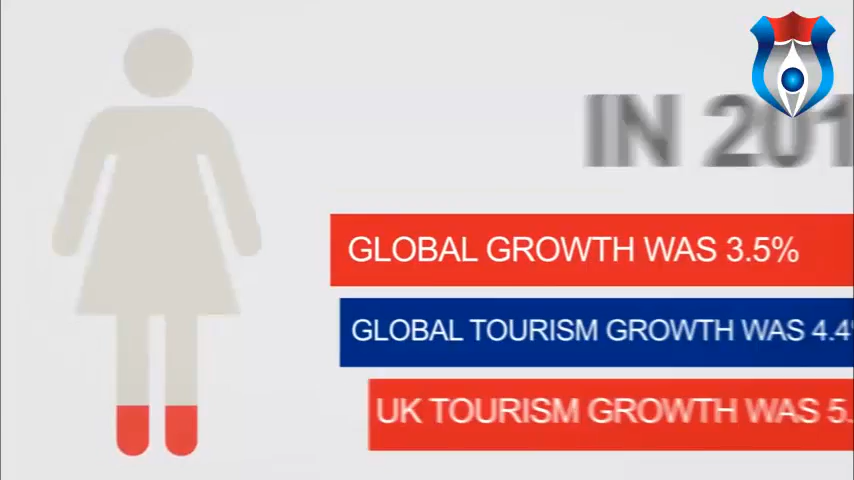 IN 201
GLOBAL GROWTH WAS 3.5%
GLOBAL TOURISM GROWTH WAS 4.4
UK TOURISM GROWTH WAS 5.